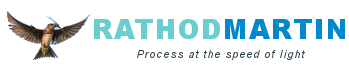 RATHODMARTIN
Process at the speed of light